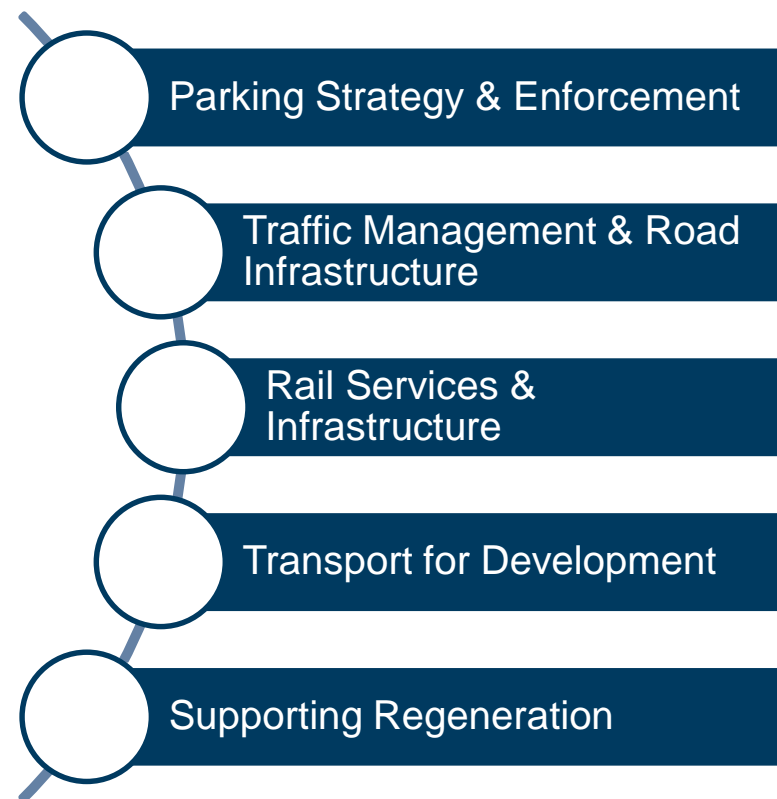 Parking Strategy & Enforcement
Traffic Management & Road
Infrastructure
Rail Services &
Infrastructure
Transport for Development
Supporting Regeneration